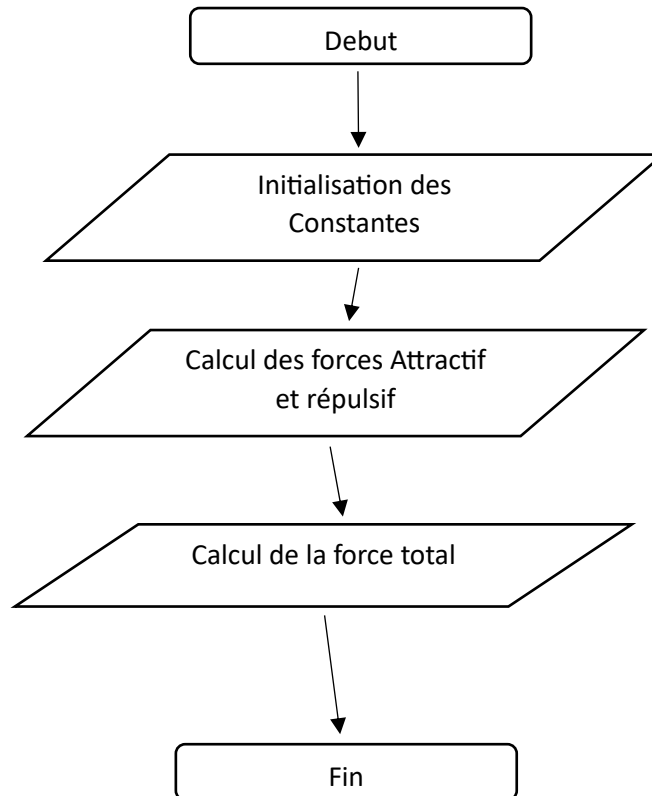 Debut
Initialisation des
Constantes
Calcul des forces Attractif
et répulsif
Calcul de la force total
Fin